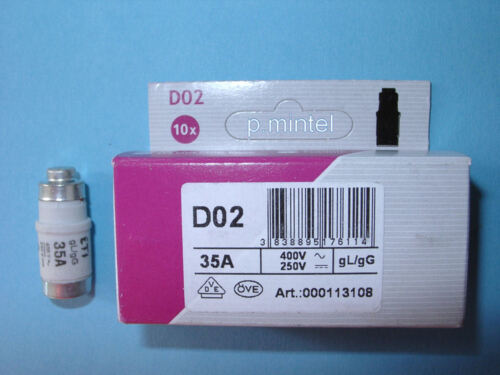 D02
10x
p-mintel
D02
3 838895 176114
35A
400V ~
250V ⎓
gL/gG
VDE
ÖVE
Art.:000113108
ETI
gL/gG
35A